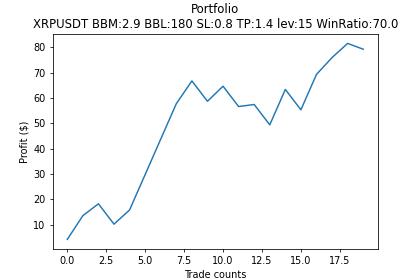 Portfolio
XRPUSDT BBM:2.9 BBL:180 SL:0.8 TP:1.4 lev:15 WinRatio:70.0
80
70
60
50
40
30
20
10
Profit ($)
0.0 2.5 5.0 7.5 10.0 12.5 15.0 17.5
Trade counts